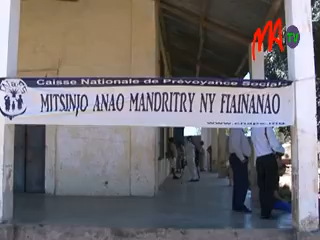 MA TV
Caisse Nationale de Prévoyance Sociale
MITSINJO ANAO MANDRITRY NY FIAINANAO
www.cnaps.mg